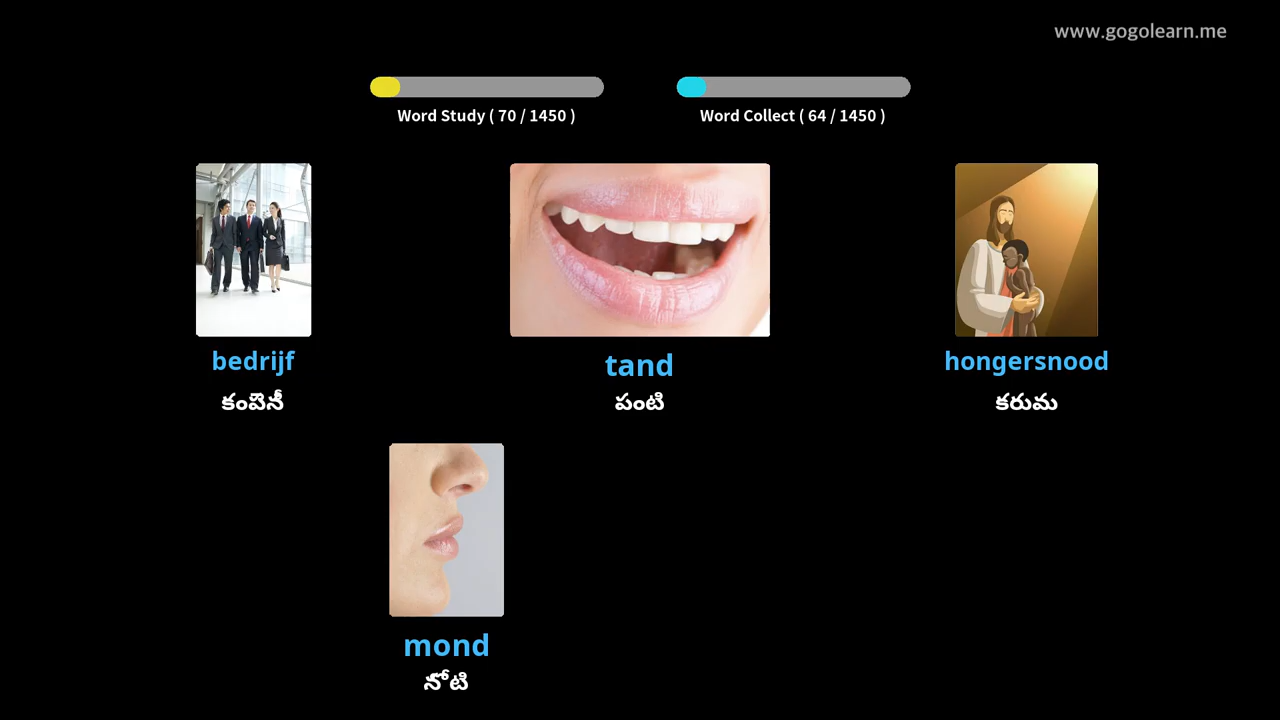 www.gogolearn.me
Word Study ( 70 / 1450 )
Word Collect ( 64 / 1450 )
bedrijf
కంపెనీ
tand
పంటి
hongersnood
కరుమ
mond
నోటి